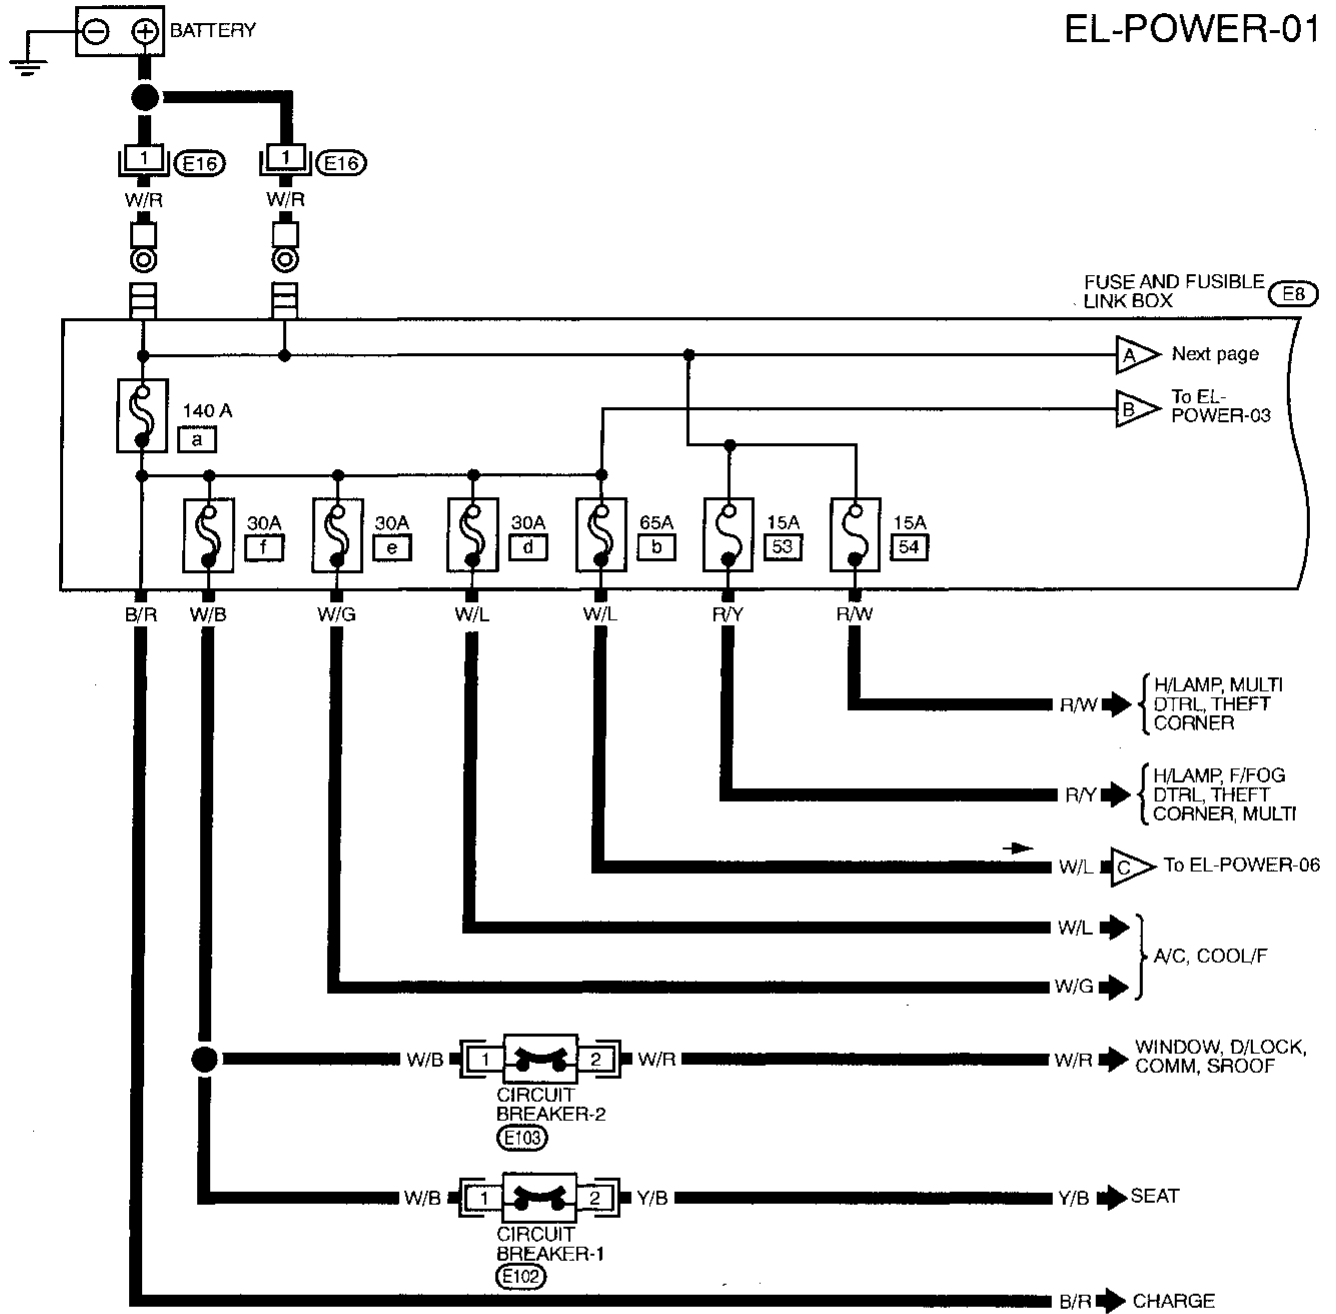 EL-POWER-01
− + BATTERY
1 E16 1 E16
W/R W/R
FUSE AND FUSIBLE
LINK BOX
E8
A Next page
B To EL-
POWER-03
140 A
a
30A 30A 30A 65A 15A 15A
f e d b 53 54
B/R W/B W/G W/L W/L R/Y R/W
R/W
H/LAMP, MULTI
DTRL, THEFT
CORNER
R/Y
H/LAMP, F/FOG
DTRL, THEFT
CORNER, MULTI
W/L C To EL-POWER-06
W/L
A/C, COOL/F
W/G
W/B 1 2 W/R W/R
WINDOW, D/LOCK,
COMM, SROOF
CIRCUIT
BREAKER-2
E103
W/B 1 2 Y/B Y/B SEAT
CIRCUIT
BREAKER-1
E102
B/R CHARGE